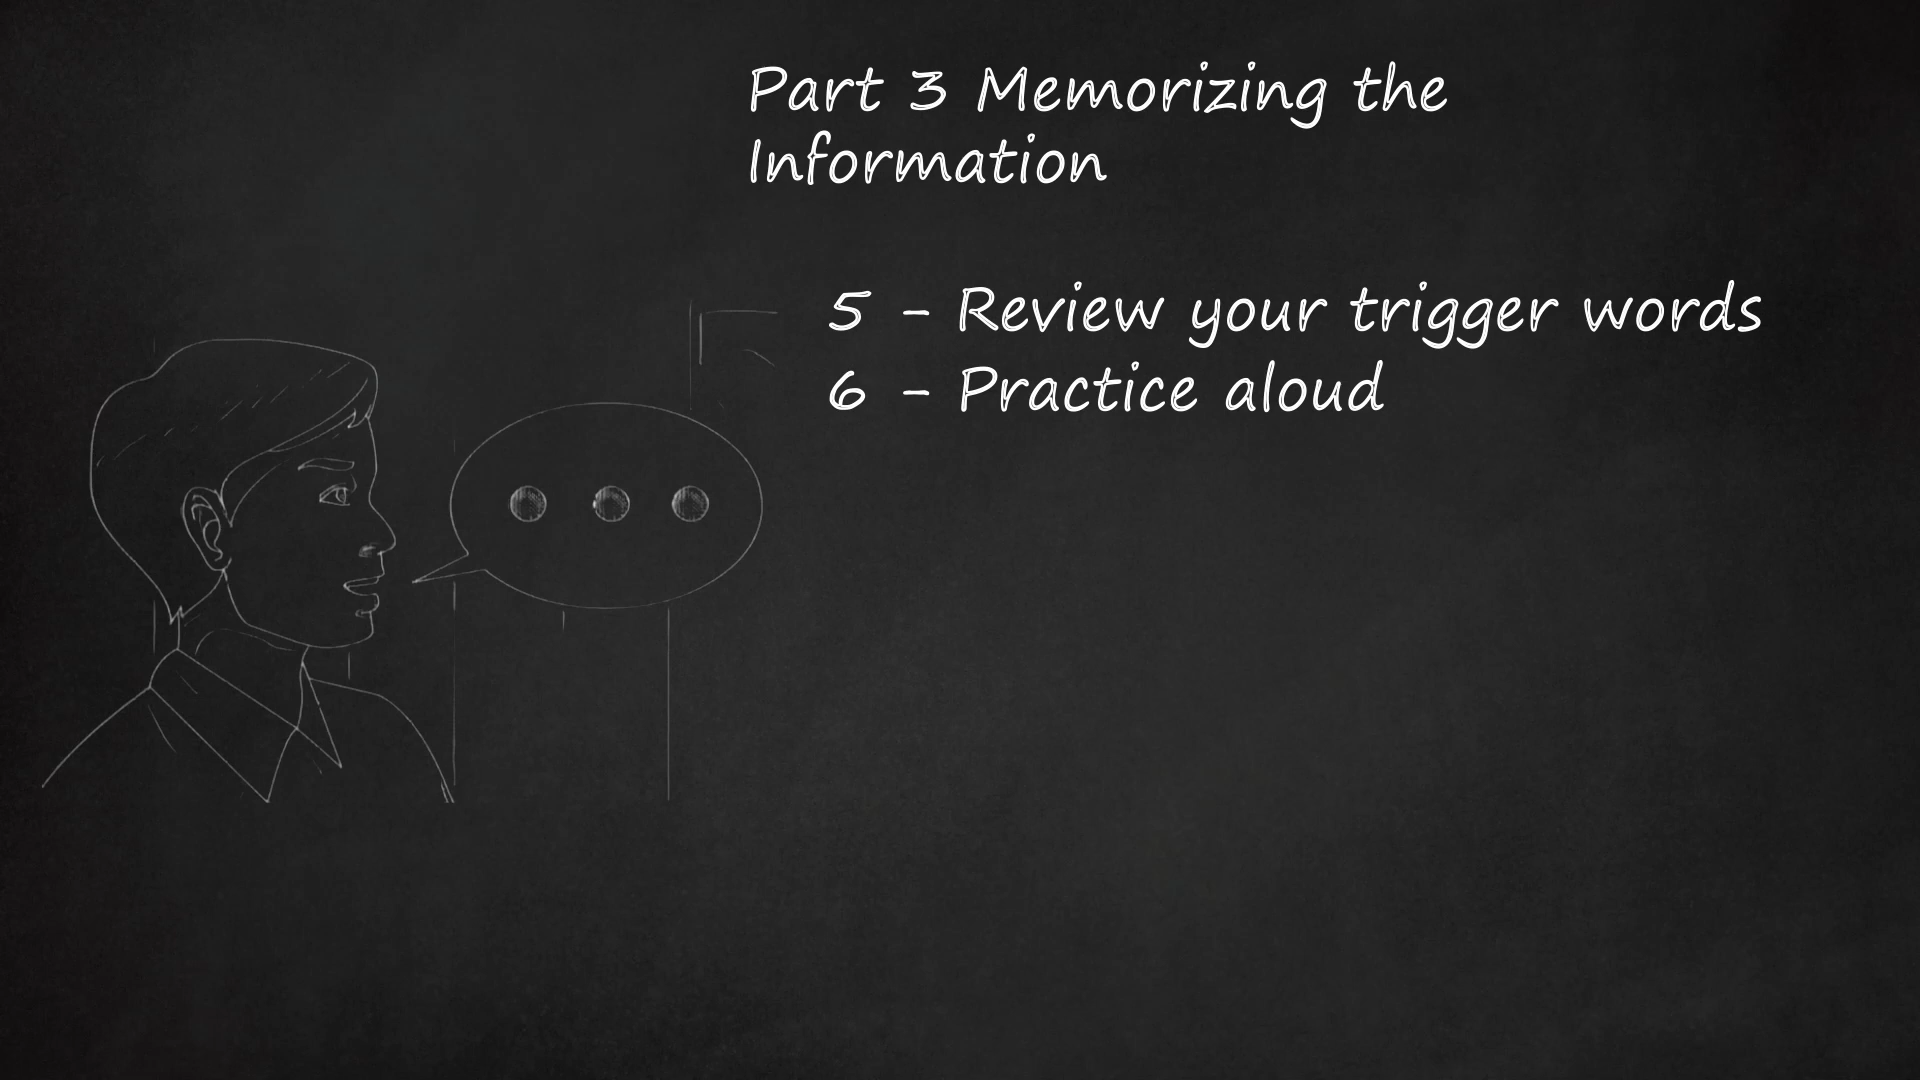 Part 3 Memorizing the
Information
5 - Review your trigger words
6 - Practice aloud